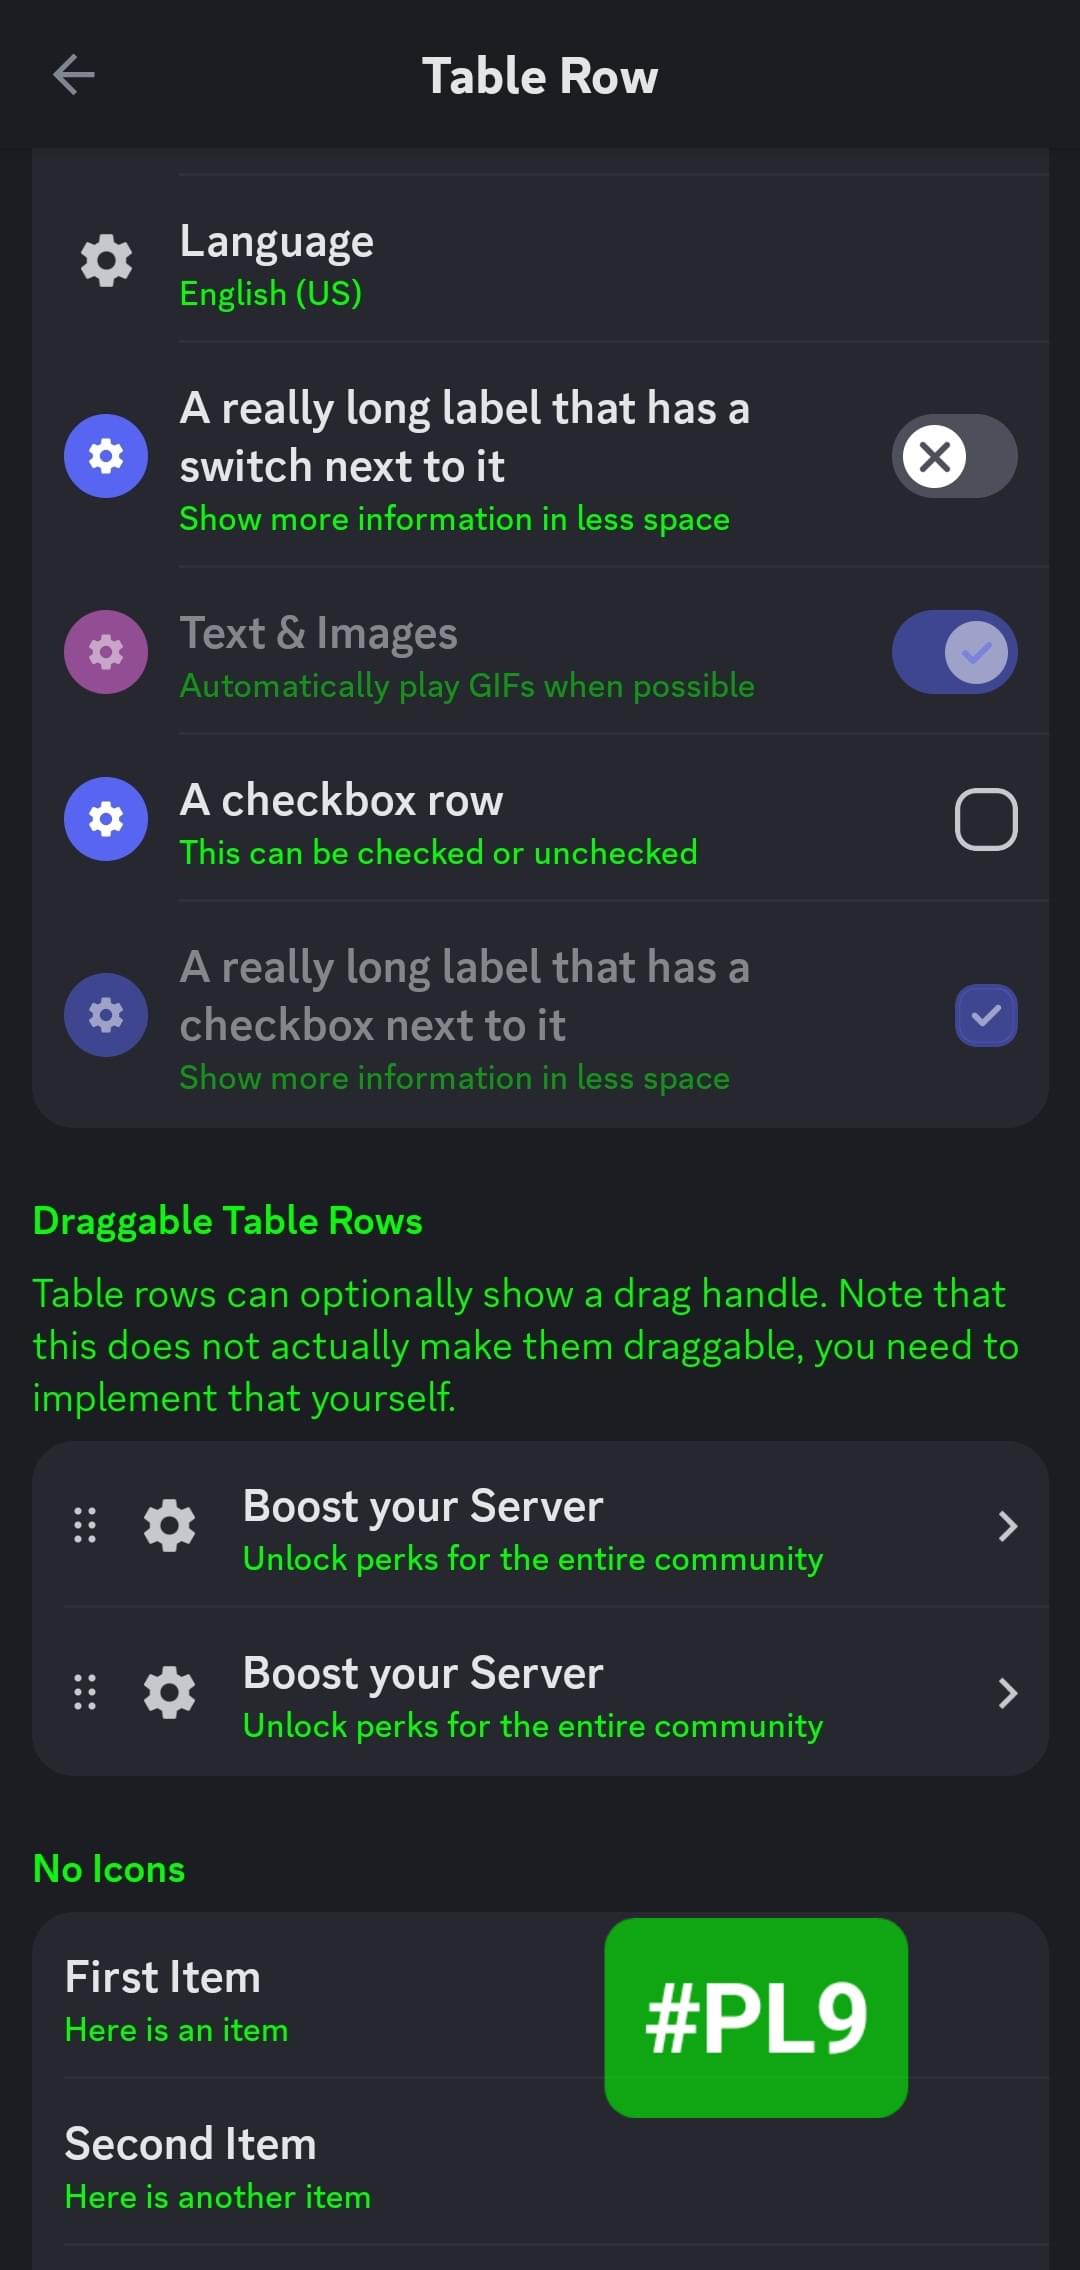 Table Row
Language
English (US)
A really long label that has a
switch next to it
Show more information in less space
Text & Images
Automatically play GIFs when possible
A checkbox row
This can be checked or unchecked
A really long label that has a
checkbox next to it
Show more information in less space
Draggable Table Rows
Table rows can optionally show a drag handle. Note that
this does not actually make them draggable, you need to
implement that yourself.
Boost your Server
Unlock perks for the entire community
Boost your Server
Unlock perks for the entire community
No Icons
First Item
Here is an item
#PL9
Second Item
Here is another item